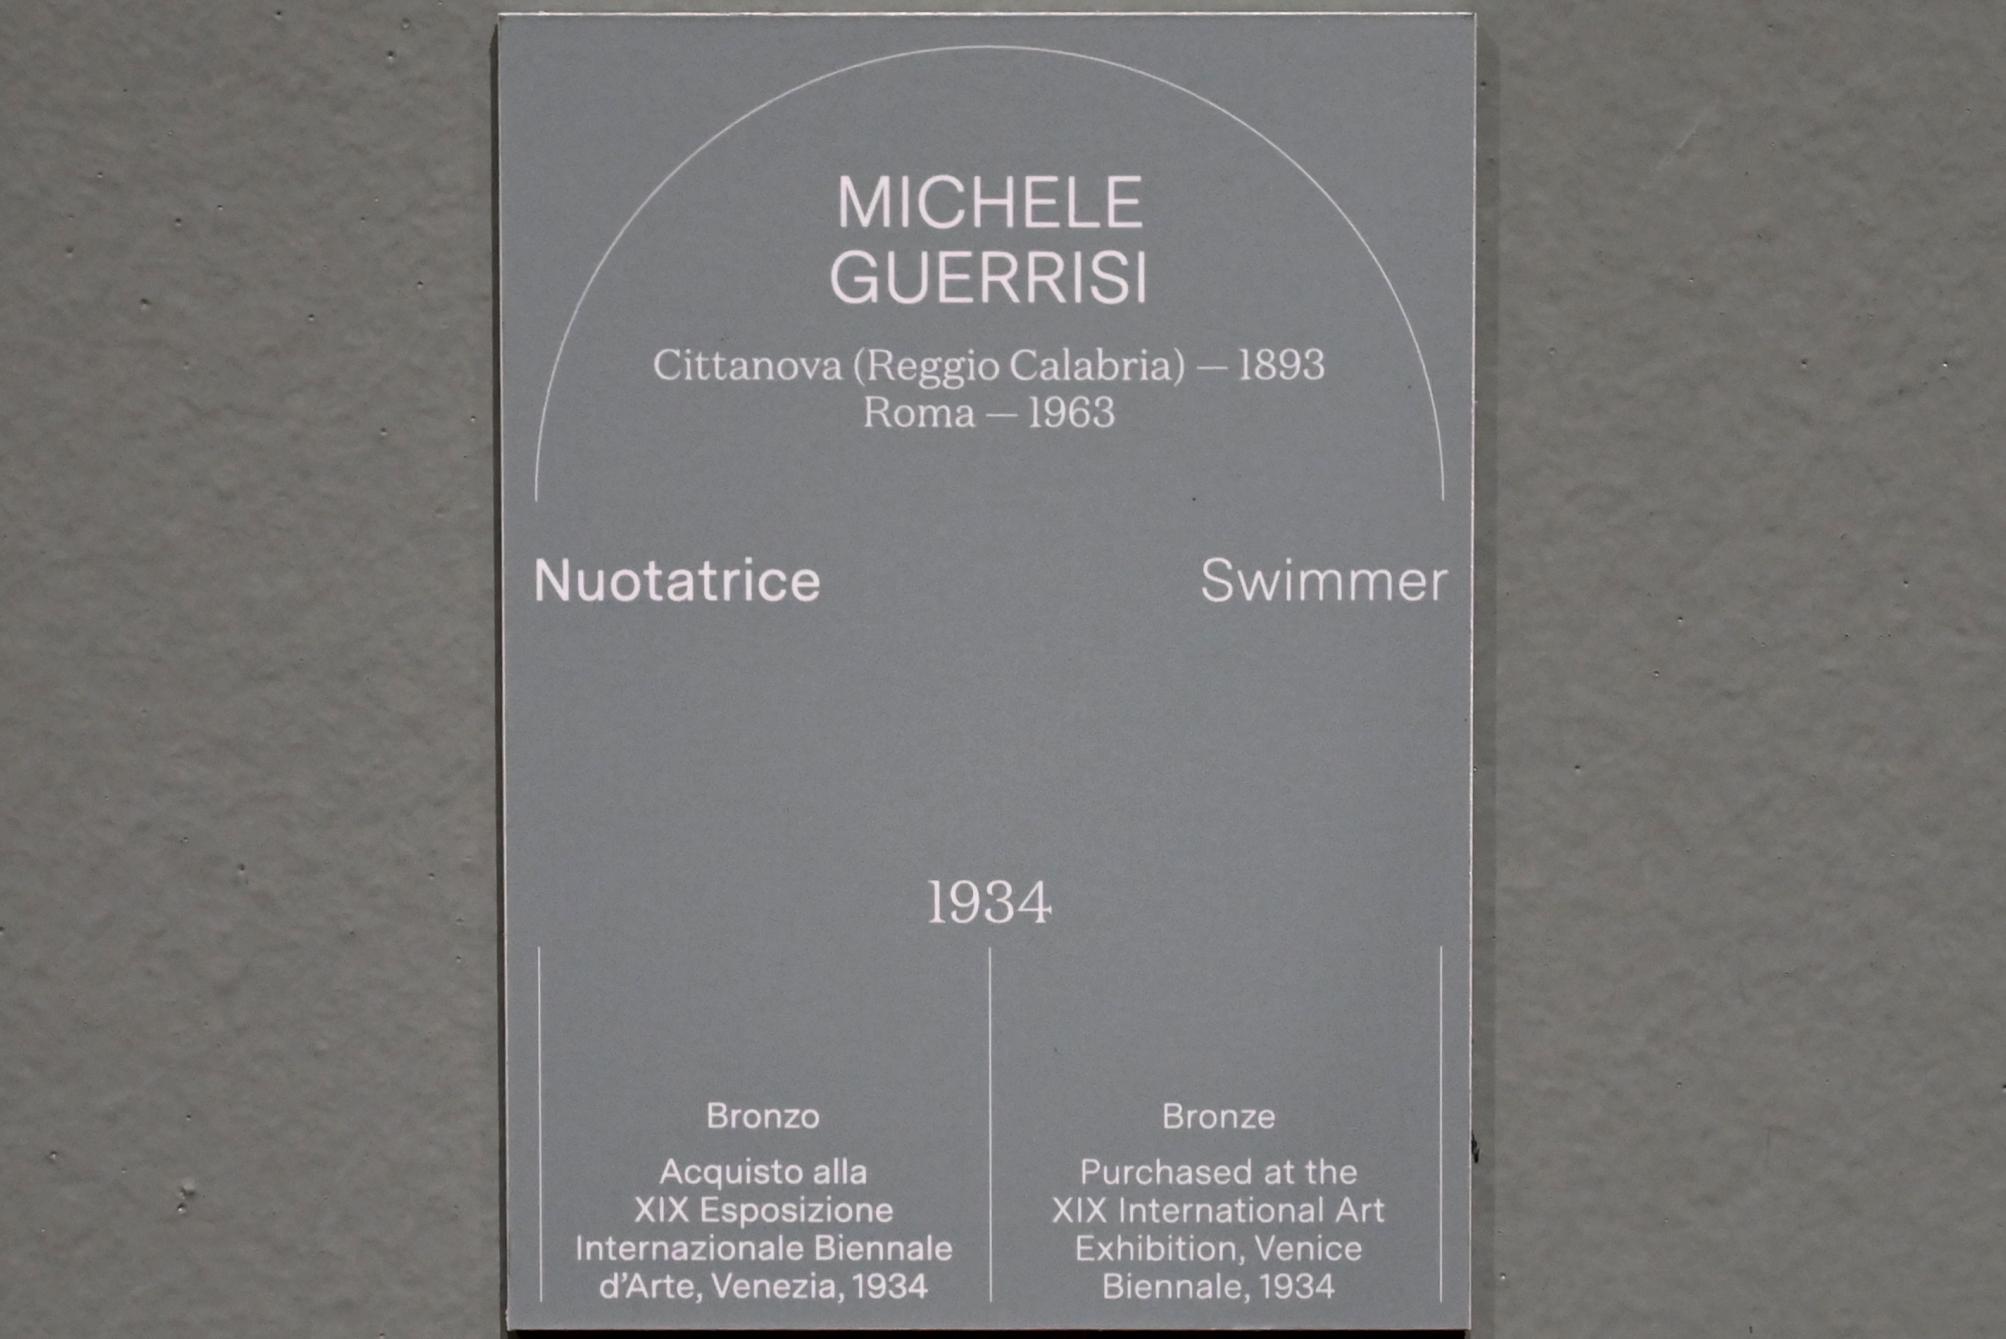 MICHELE
GUERRISI
Cittanova (Reggio Calabria) — 1893
Roma — 1963
Nuotatrice
Swimmer
1934
Bronzo
Acquisto alla
XIX Esposizione
Internazionale Biennale
d’Arte, Venezia, 1934
Bronze
Purchased at the
XIX International Art
Exhibition, Venice
Biennale, 1934